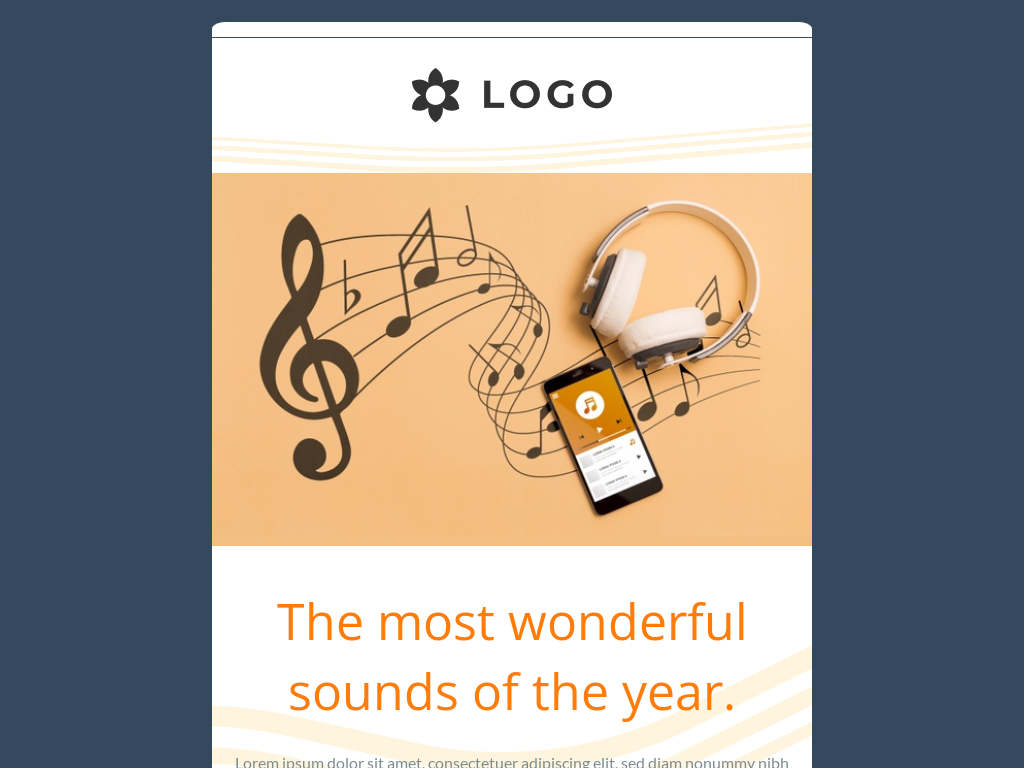 LOGO
The most wonderful
sounds of the year.
Lorem ipsum dolor sit amet, consectetuer adipiscing elit, sed diam nonummy nibh